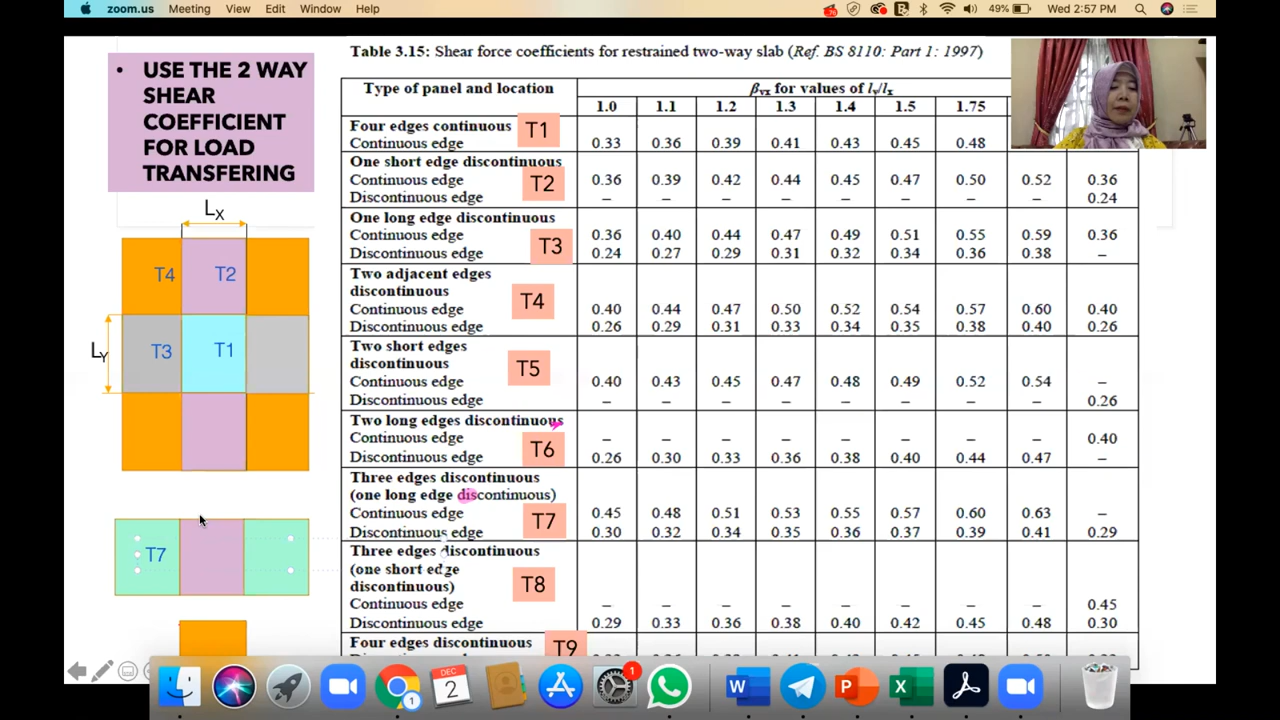 zoom.us Meeting View Edit Window Help
49% Wed 2:57 PM
Table 3.15: Shear force coefficients for restrained two-way slab (Ref. BS 8110: Part 1: 1997)
• USE THE 2 WAY
SHEAR
COEFFICIENT
FOR LOAD
TRANSFERING
Type of panel and location
βvx for values of ly/lx
1.0 1.1 1.2 1.3 1.4 1.5 1.75
Four edges continuous T1
Continuous edge 0.33 0.36 0.39 0.41 0.43 0.45 0.48
One short edge discontinuous T2
Continuous edge 0.36 0.39 0.42 0.44 0.45 0.47 0.50 0.52 0.36
Discontinuous edge – – – – – – – – 0.24
One long edge discontinuous T3
Continuous edge 0.36 0.40 0.44 0.47 0.49 0.51 0.55 0.59 0.36
Discontinuous edge 0.24 0.27 0.29 0.31 0.32 0.34 0.36 0.38 –
Two adjacent edges
discontinuous T4
Continuous edge 0.40 0.44 0.47 0.50 0.52 0.54 0.57 0.60 0.40
Discontinuous edge 0.26 0.29 0.31 0.33 0.34 0.35 0.38 0.40 0.26
Two short edges
discontinuous T5
Continuous edge 0.40 0.43 0.45 0.47 0.48 0.49 0.52 0.54 –
Discontinuous edge – – – – – – – – 0.26
Two long edges discontinuous T6
Continuous edge – – – – – – – – 0.40
Discontinuous edge 0.26 0.30 0.33 0.36 0.38 0.40 0.44 0.47 –
Three edges discontinuous
(one long edge discontinuous) T7
Continuous edge 0.45 0.48 0.51 0.53 0.55 0.57 0.60 0.63 –
Discontinuous edge 0.30 0.32 0.34 0.35 0.36 0.37 0.39 0.41 0.29
Three edges discontinuous
(one short edge
discontinuous) T8
Continuous edge – – – – – – – – 0.45
Discontinuous edge 0.29 0.33 0.36 0.38 0.40 0.42 0.45 0.48 0.30
Four edges discontinuous T9
LX
T4 T2
LY
T3 T1
T7
DEC
2
1
1